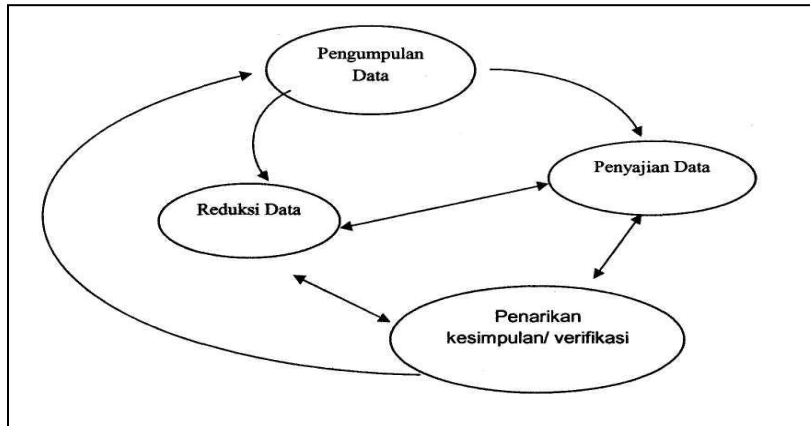 Pengumpulan
Data
Penyajian Data
Reduksi Data
Penarikan
kesimpulan/ verifikasi